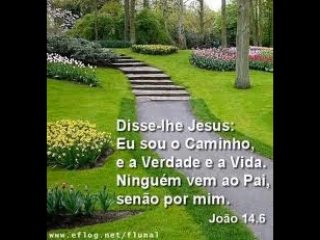 Disse-lhe Jesus:
Eu sou o Caminho,
e a Verdade e a Vida.
Ninguém vem ao Pai,
senão por mim.
João 14.6
www.eflog.net/flumal